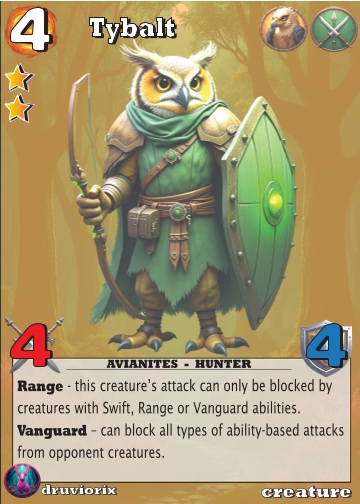 4 Tybalt
4 4
AVIANITES - HUNTER
Range - this creature's attack can only be blocked by
creatures with Swift, Range or Vanguard abilities.
Vanguard - can block all types of ability-based attacks
from opponent creatures.
druviorix creature